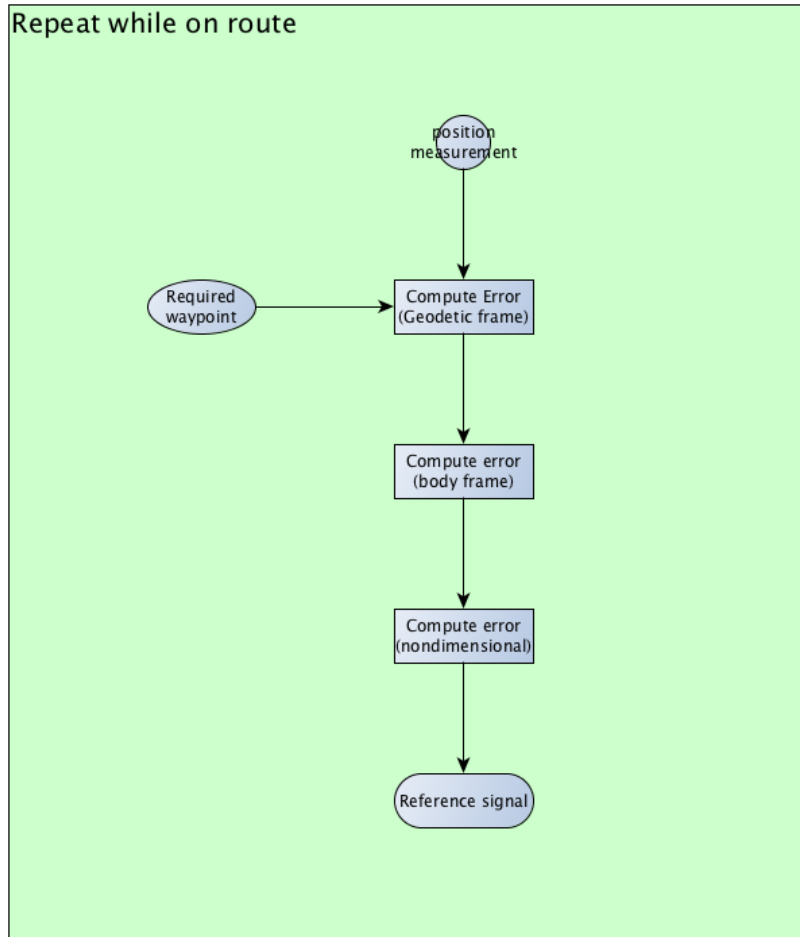 Repeat while on route
position
measurement
Required
waypoint
Compute Error
(Geodetic frame)
Compute error
(body frame)
Compute error
(nondimensional)
Reference signal